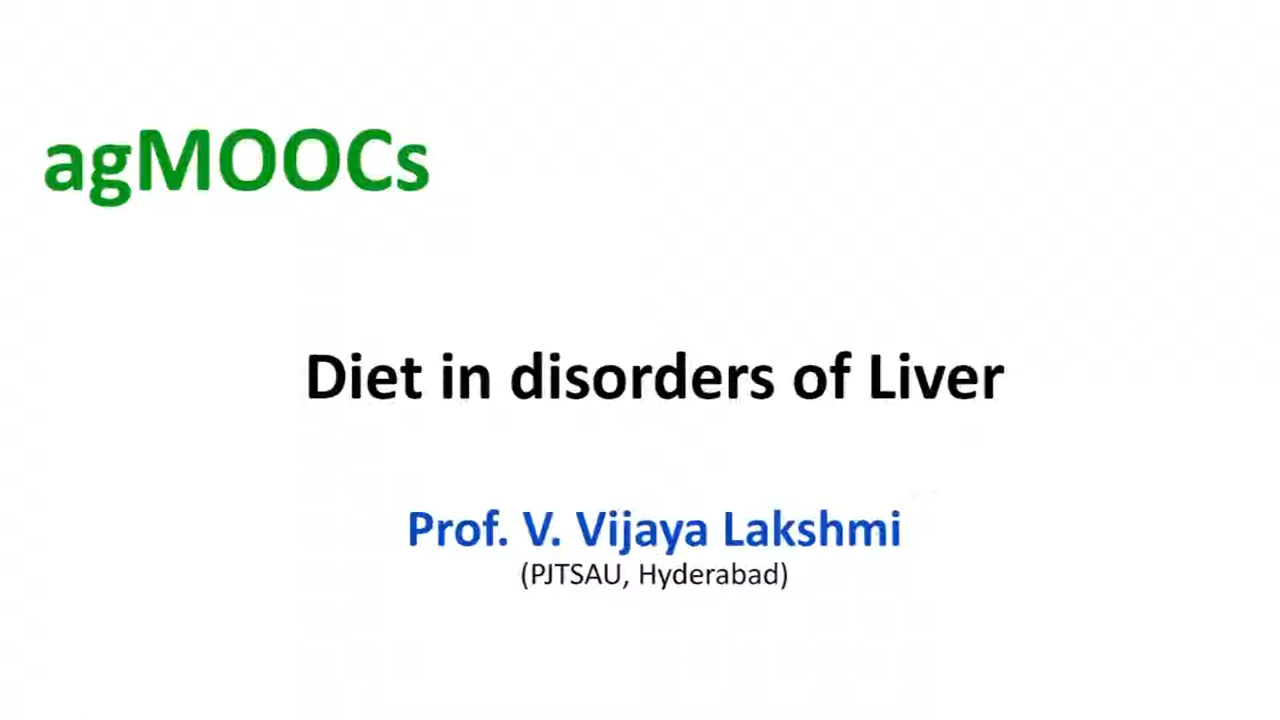 agMOOCs
Diet in disorders of Liver
Prof. V. Vijaya Lakshmi
(PJTSAU, Hyderabad)